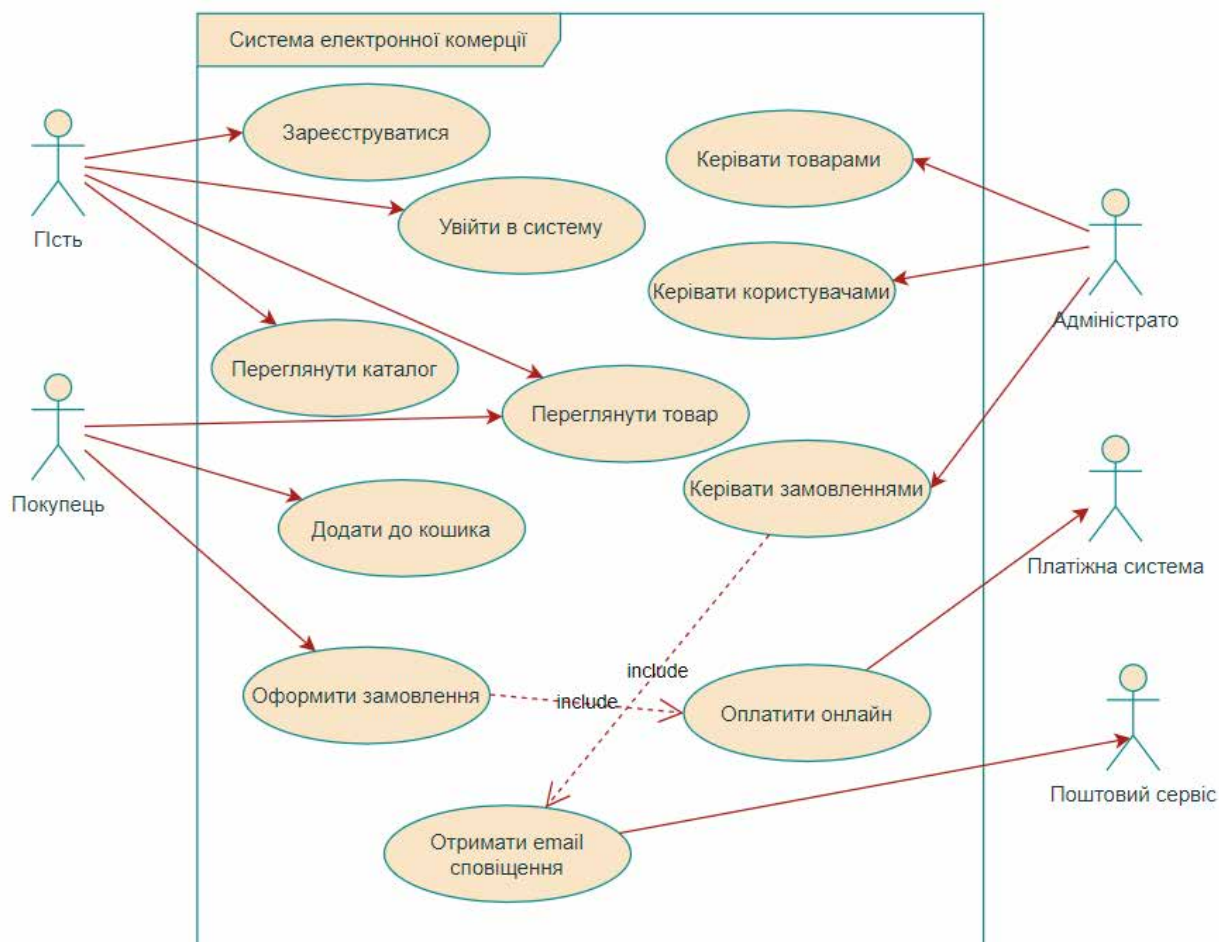 Система електронної комерції
Зареєструватися
Керівати товарами
Увійти в систему
Гість
Керівати користувачами
Адміністрато
Переглянути каталог
Переглянути товар
Керівати замовленнями
Покупець
Додати до кошика
Платіжна система
include
Оформити замовлення
include
Оплатити онлайн
Поштовий сервіс
Отримати email
сповіщення